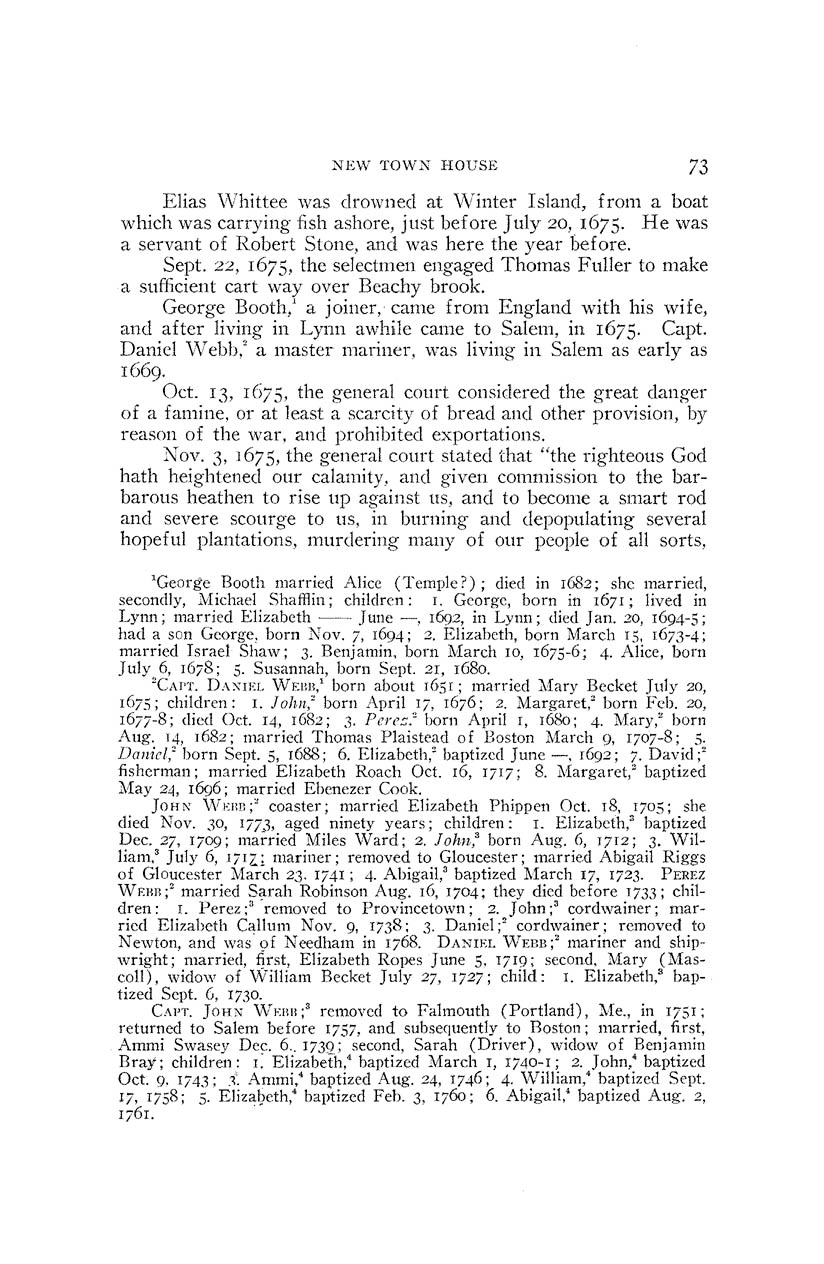 NEW TOWN HOUSE 73
Elias Whittee was drowned at Winter Island, from a boat
which was carrying fish ashore, just before July 20, 1675. He was
a servant of Robert Stone, and was here the year before.
Sept. 22, 1675, the selectmen engaged Thomas Fuller to make
a sufficient cart way over Beachy brook.
George Booth,¹ a joiner, came from England with his wife,
and after living in Lynn awhile came to Salem, in 1675. Capt.
Daniel Webb,² a master mariner, was living in Salem as early as
1669.
Oct. 13, 1675, the general court considered the great danger
of a famine, or at least a scarcity of bread and other provision, by
reason of the war, and prohibited exportations.
Nov. 3, 1675, the general court stated that "the righteous God
hath heightened our calamity, and given commission to the bar-
barous heathen to rise up against us, and to become a smart rod
and severe scourge to us, in burning and depopulating several
hopeful plantations, murdering many of our people of all sorts,
¹George Booth married Alice (Temple?); died in 1682; she married,
secondly, Michael Shafflin; children: 1. George, born in 1671; lived in
Lynn; married Elizabeth —— June —, 1692, in Lynn; died Jan. 20, 1694-5;
had a son George, born Nov. 7, 1694; 2. Elizabeth, born March 15, 1673-4;
married Israel Shaw; 3. Benjamin, born March 10, 1675-6; 4. Alice, born
July 6, 1678; 5. Susannah, born Sept. 21, 1680.
²CAPT. DANIEL WEBB,¹ born about 1651; married Mary Becket July 20,
1675; children: 1. John,² born April 17, 1676; 2. Margaret,² born Feb. 20,
1677-8; died Oct. 14, 1682; 3. Perez,² born April 1, 1680; 4. Mary,² born
Aug. 14, 1682; married Thomas Plaistead of Boston March 9, 1707-8; 5.
Daniel,² born Sept. 5, 1688; 6. Elizabeth,² baptized June —, 1692; 7. David;²
fisherman; married Elizabeth Roach Oct. 16, 1717; 8. Margaret,² baptized
May 24, 1696; married Ebenezer Cook.
JOHN WEBB;² coaster; married Elizabeth Phippen Oct. 18, 1705; she
died Nov. 30, 1773, aged ninety years; children: 1. Elizabeth,³ baptized
Dec. 27, 1709; married Miles Ward; 2. John,³ born Aug. 6, 1712; 3. Wil-
liam,³ July 6, 1717; mariner; removed to Gloucester; married Abigail Riggs
of Gloucester March 23, 1741; 4. Abigail,³ baptized March 17, 1723. PEREZ
WEBB;² married Sarah Robinson Aug. 16, 1704; they died before 1733; chil-
dren: 1. Perez;³ removed to Provincetown; 2. John;³ cordwainer; mar-
ried Elizabeth Callum Nov. 9, 1738; 3. Daniel;² cordwainer; removed to
Newton, and was of Needham in 1768. DANIEL WEBB;² mariner and ship-
wright; married, first, Elizabeth Ropes June 5, 1719; second, Mary (Mas-
coll), widow of William Becket July 27, 1727; child: 1. Elizabeth,³ bap-
tized Sept. 6, 1730.
CAPT. JOHN WEBB;³ removed to Falmouth (Portland), Me., in 1751;
returned to Salem before 1757, and subsequently to Boston; married, first,
Ammi Swasey Dec. 6, 1739; second, Sarah (Driver), widow of Benjamin
Bray; children: 1. Elizabeth,⁴ baptized March 1, 1740-1; 2. John,⁴ baptized
Oct. 9, 1743; 3. Ammi,⁴ baptized Aug. 24, 1746; 4. William,⁴ baptized Sept.
17, 1758; 5. Elizabeth,⁴ baptized Feb. 3, 1760; 6. Abigail,⁴ baptized Aug. 2,
1761.